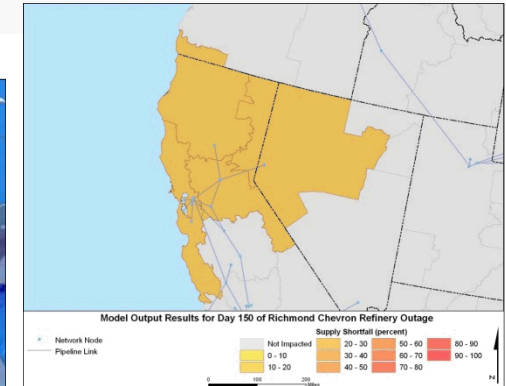 Model Output Results for Day 150 of Richmond Chevron Refinery Outage
Supply Shortfall (percent)
Network Node
Pipeline Link
Not Impacted
0 - 10
10 - 20
20 - 30
30 - 40
40 - 50
50 - 60
60 - 70
70 - 80
80 - 90
90 - 100
0
100
200
Miles
N